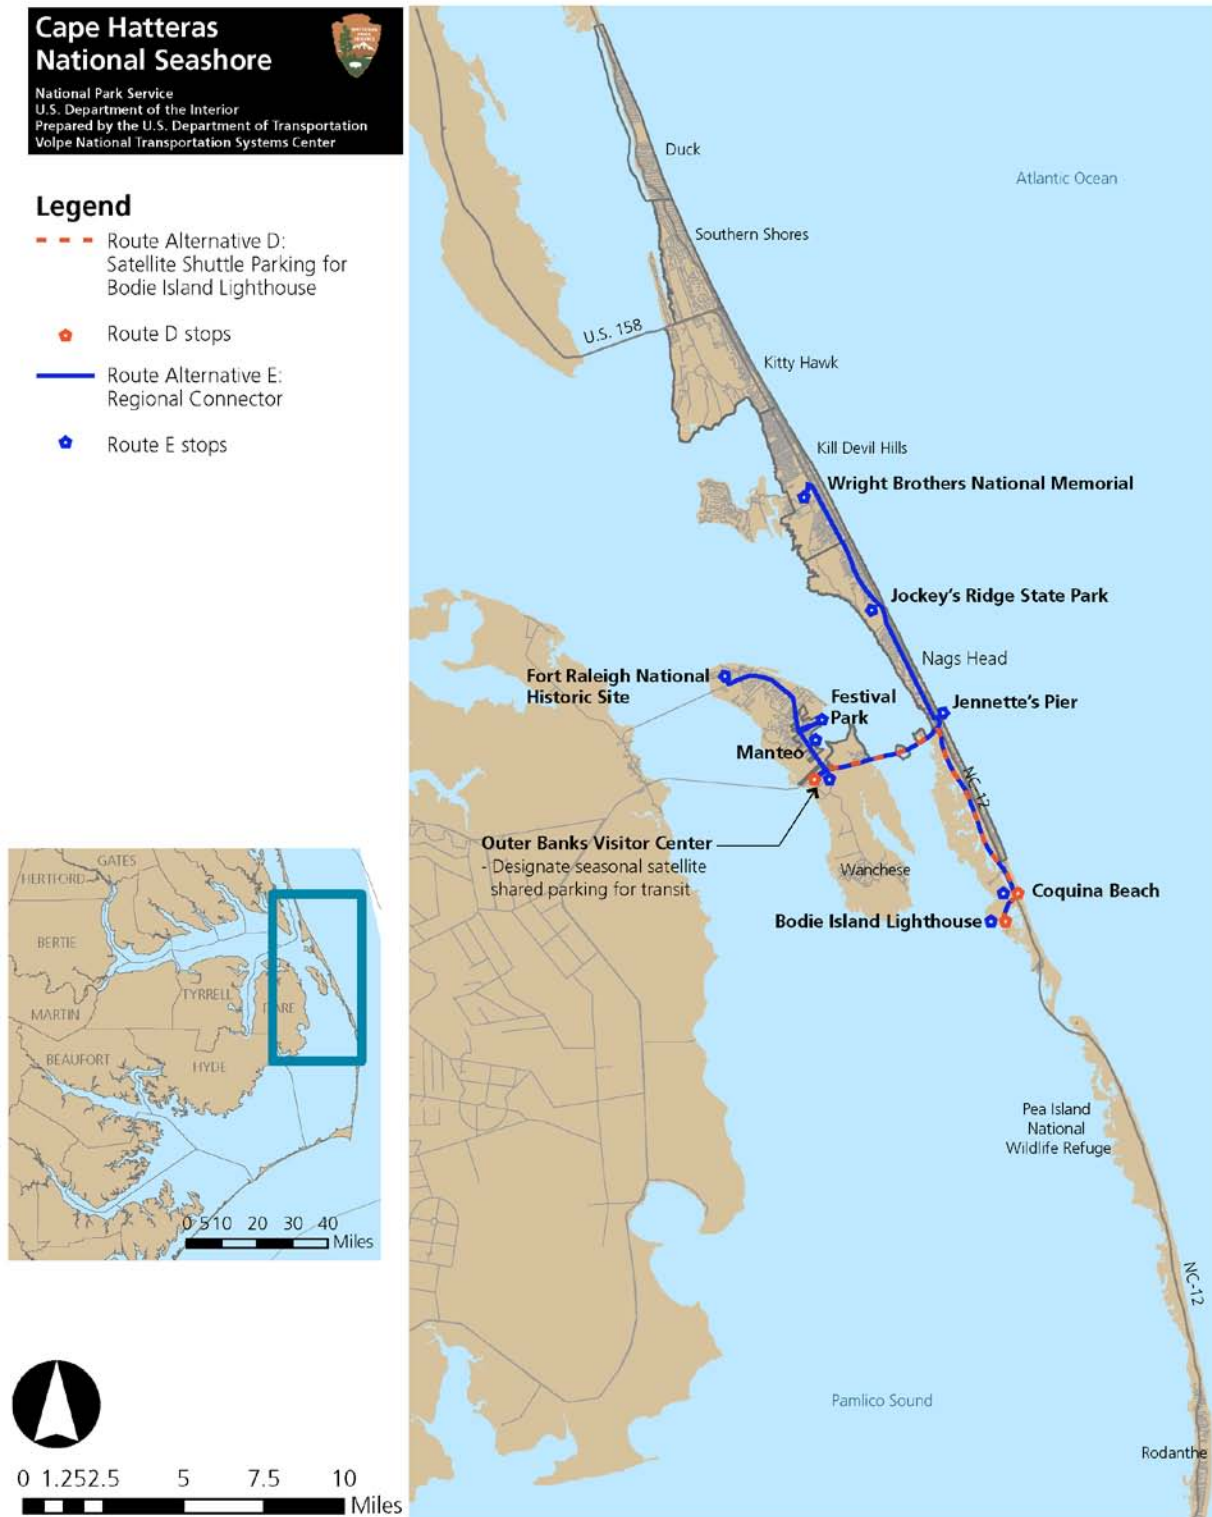 Cape Hatteras
National Seashore
National Park Service
U.S. Department of the Interior
Prepared by the U.S. Department of Transportation
Volpe National Transportation Systems Center
Legend
Route Alternative D:
Satellite Shuttle Parking for
Bodie Island Lighthouse
Route D stops
Route Alternative E:
Regional Connector
Route E stops
Duck
Atlantic Ocean
Southern Shores
U.S. 158
Kitty Hawk
Kill Devil Hills
Wright Brothers National Memorial
Jockey's Ridge State Park
Nags Head
Fort Raleigh National
Historic Site
Festival
Park
Jennette's Pier
Manteo
NC-12
Outer Banks Visitor Center
- Designate seasonal satellite
shared parking for transit
Wanchese
Coquina Beach
Bodie Island Lighthouse
Pea Island
National
Wildlife Refuge
NC-12
Pamlico Sound
Rodanthe
GATES
HERTFORD
BERTIE
TYRRELL
DARE
MARTIN
BEAUFORT
HYDE
0 510 20 30 40
Miles
0 1.252.5 5 7.5 10
Miles